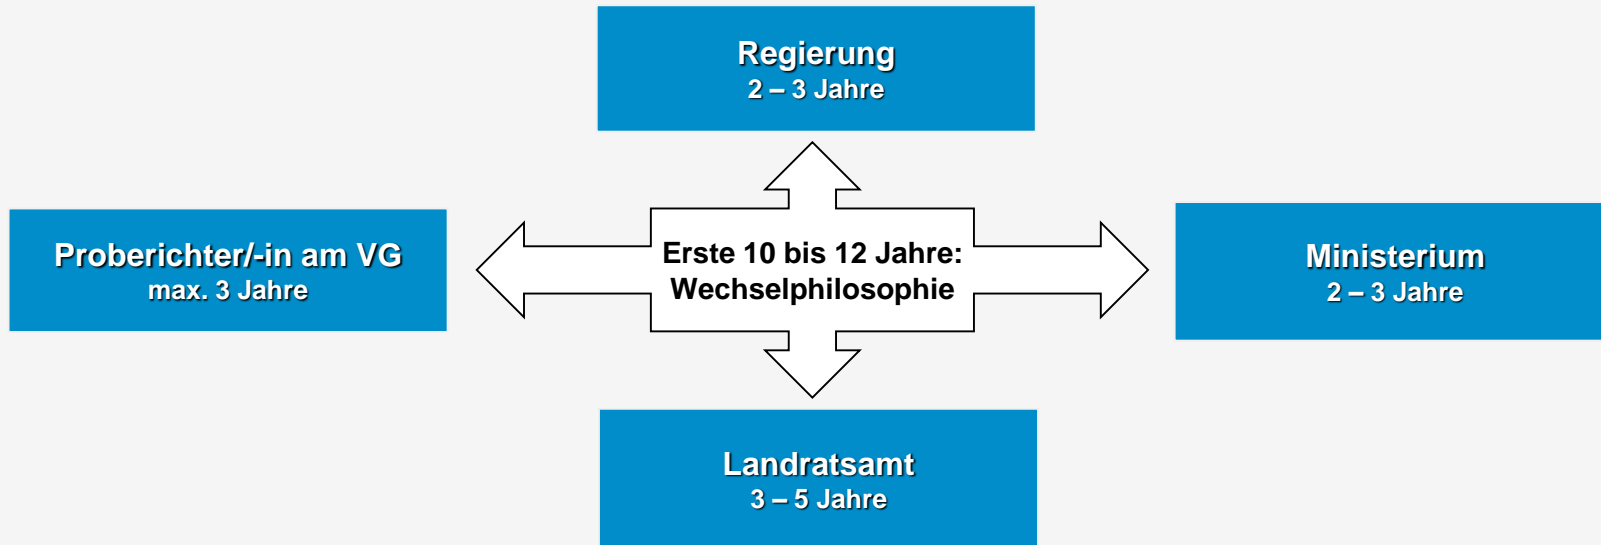 Regierung
2 – 3 Jahre
Proberichter/-in am VG
max. 3 Jahre
Erste 10 bis 12 Jahre:
Wechselphilosophie
Ministerium
2 – 3 Jahre
Landratsamt
3 – 5 Jahre